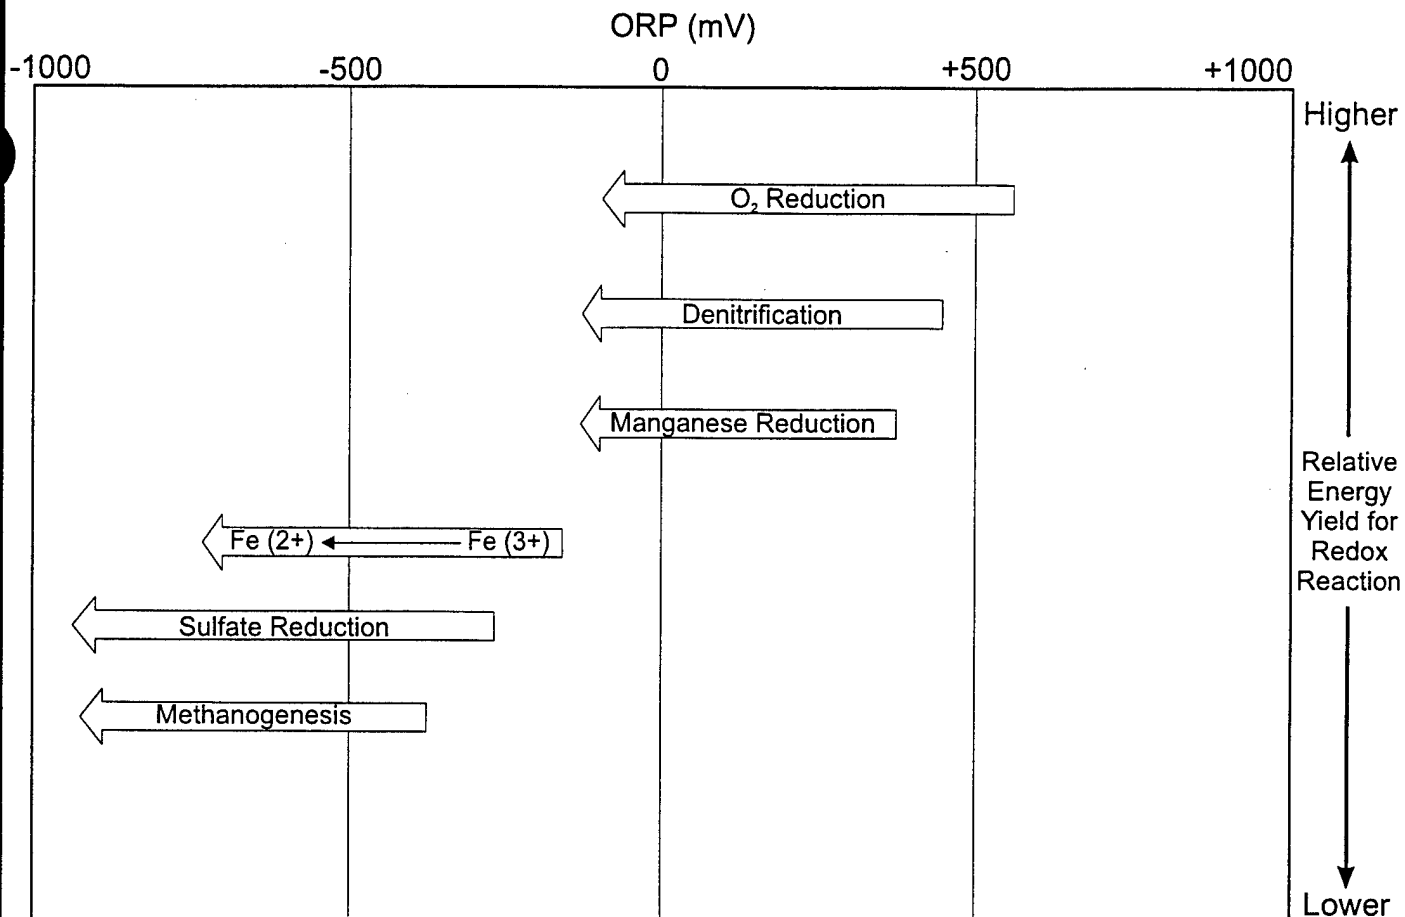 ORP (mV)
-1000 -500 0 +500 +1000
Higher
O₂ Reduction
Denitrification
Manganese Reduction
Relative
Energy
Yield for
Redox
Reaction
Fe (2+) Fe (3+)
Sulfate Reduction
Methanogenesis
Lower